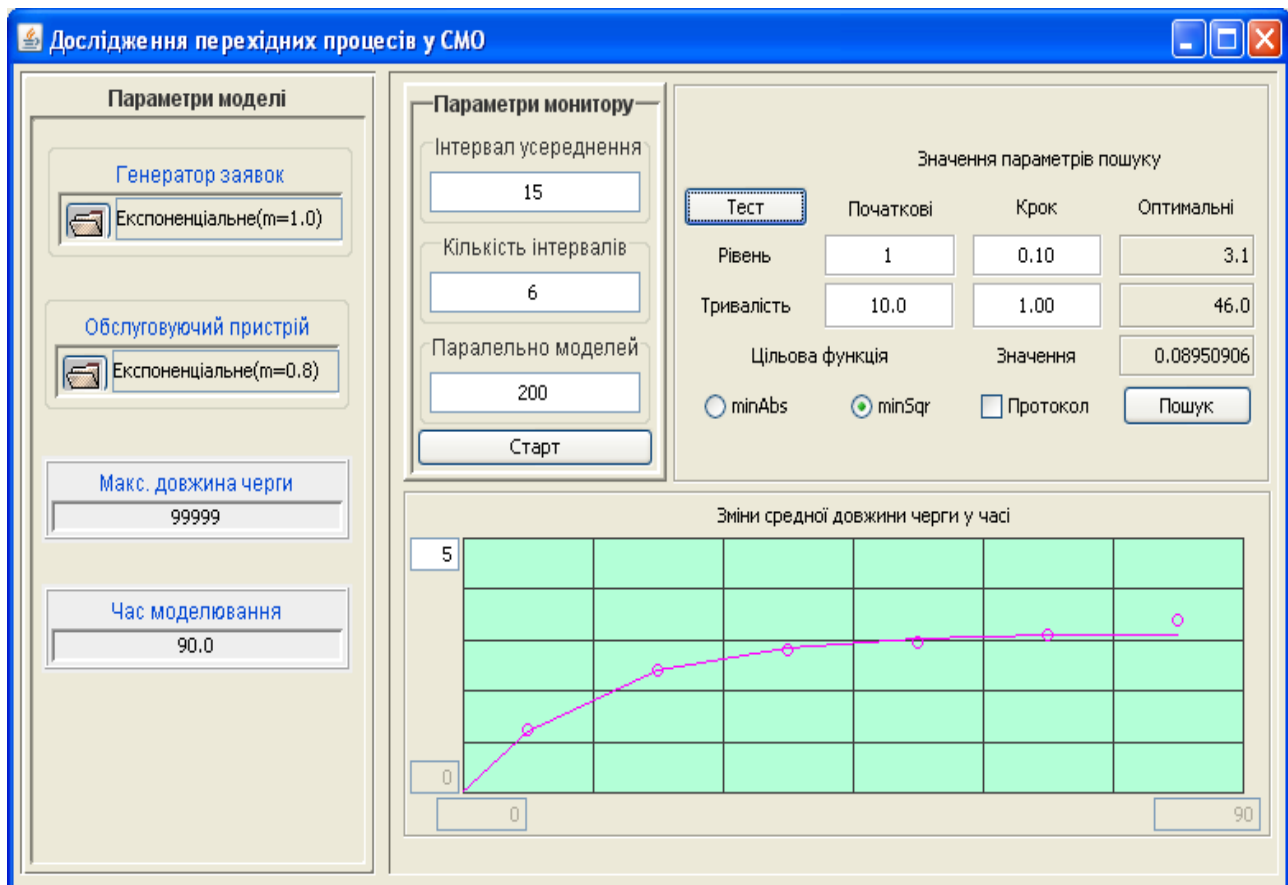 Дослідження перехідних процесів у СМО
Параметри моделі
Генератор заявок
Експоненціальне(m=1.0)
Обслуговуючий пристрій
Експоненціальне(m=0.8)
Макс. довжина черги
99999
Час моделювання
90.0
Параметри монитору
Інтервал усереднення
15
Кількість інтервалів
6
Паралельно моделей
200
Старт
Значення параметрів пошуку
Тест Початкові Крок Оптимальні
Рівень 1 0.10 3.1
Тривалість 10.0 1.00 46.0
Цільова функція Значення 0.08950906
minAbs minSqr Протокол Пошук
Зміни средної довжини черги у часі
5
0
0 90